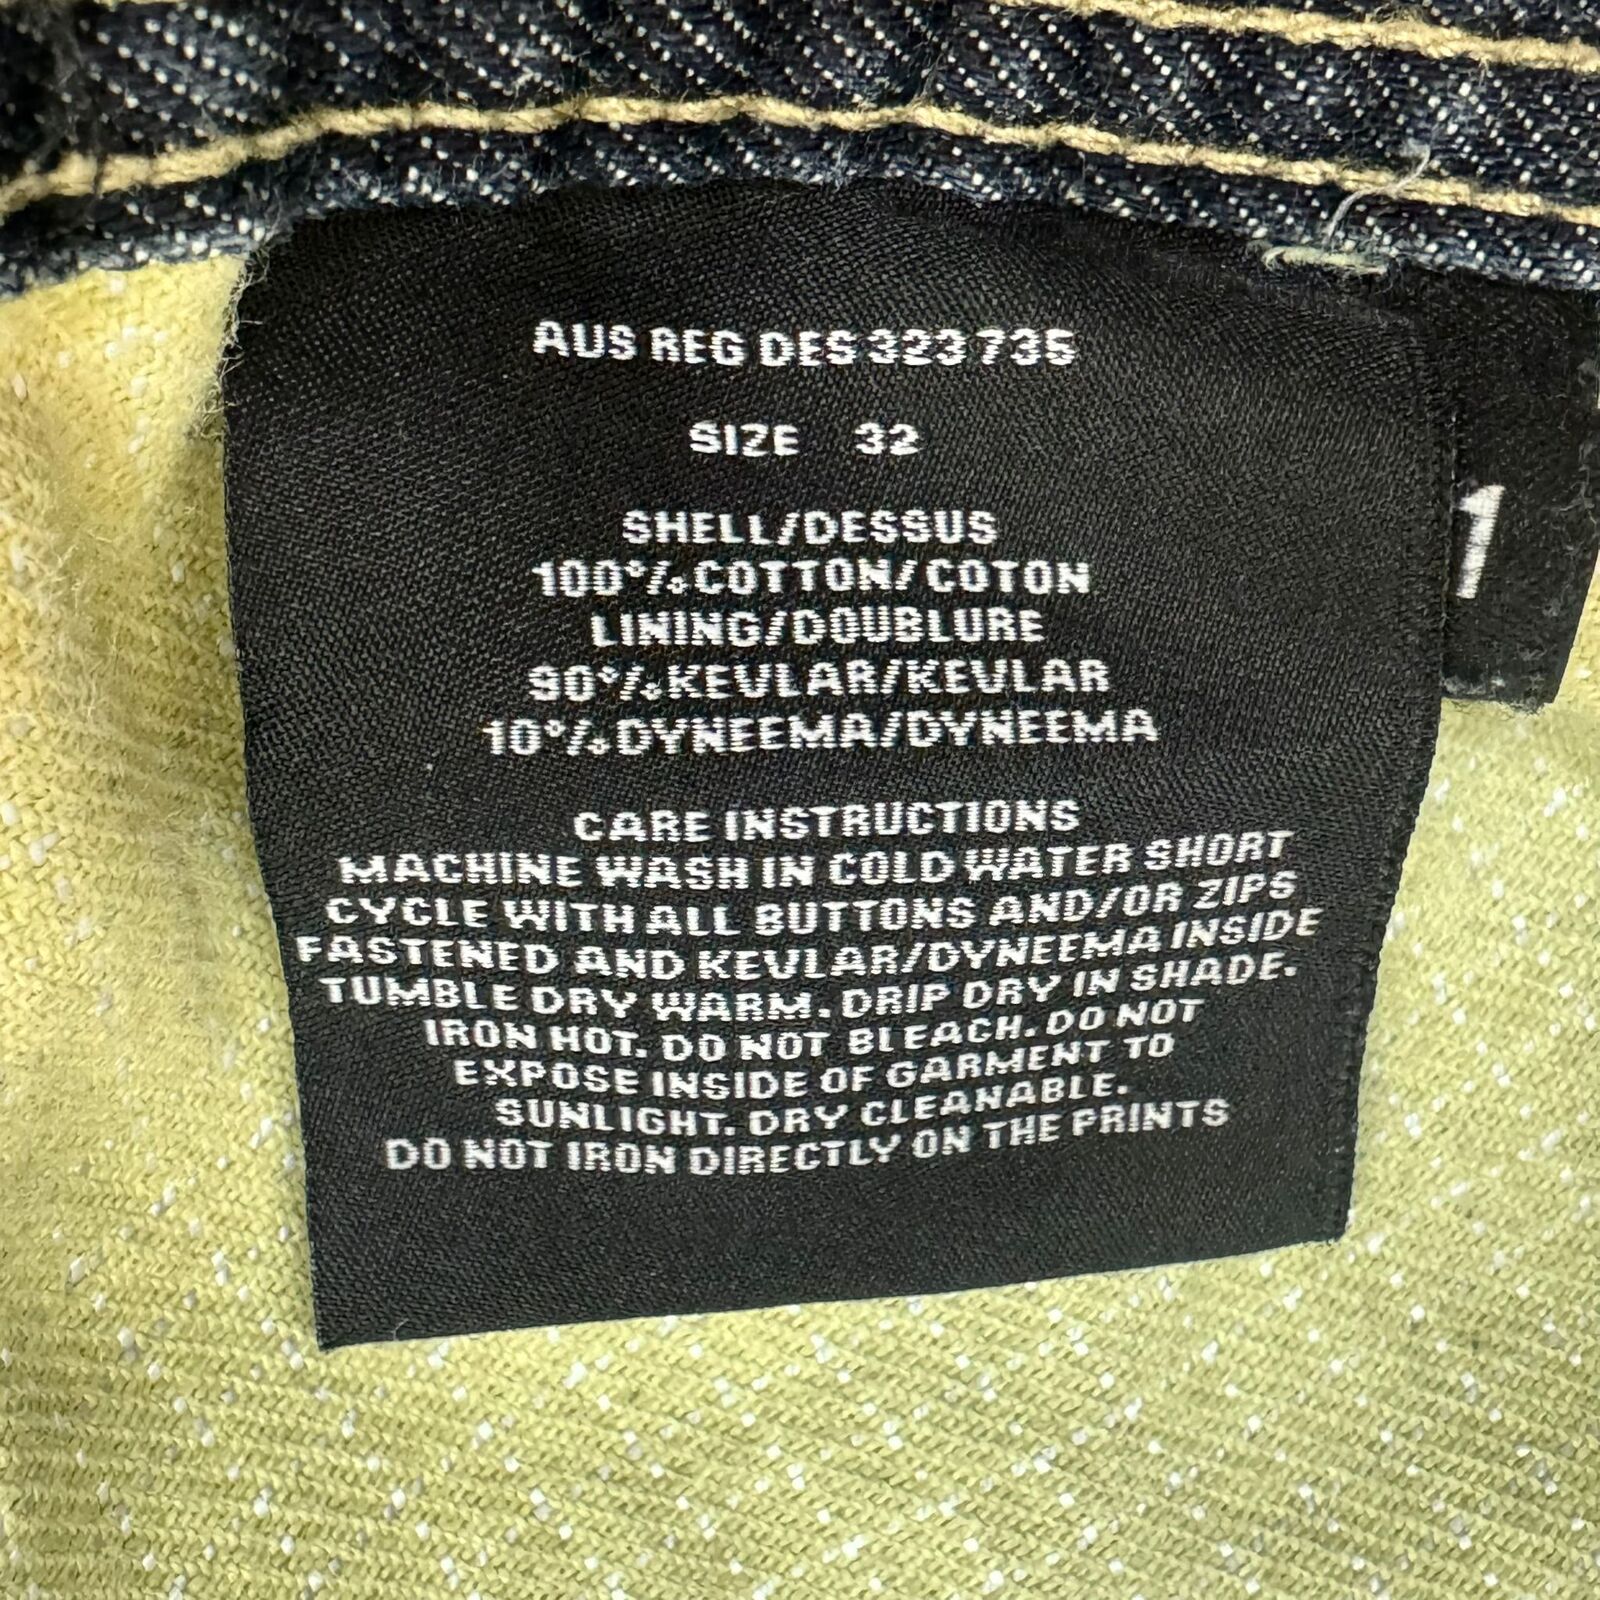 AUS REG DES 323 735
SIZE 32
SHELL/DESSUS
100% COTTON/COTON
LINING/DOUBLURE
90% KEVLAR/KEVLAR
10% DYNEEMA/DYNEEMA
CARE INSTRUCTIONS
MACHINE WASH IN COLD WATER SHORT
CYCLE WITH ALL BUTTONS AND/OR ZIPS
FASTENED AND KEVLAR/DYNEEMA INSIDE
TUMBLE DRY WARM. DRIP DRY IN SHADE.
IRON HOT. DO NOT BLEACH. DO NOT
EXPOSE INSIDE OF GARMENT TO
SUNLIGHT. DRY CLEANABLE.
DO NOT IRON DIRECTLY ON THE PRINTS
1